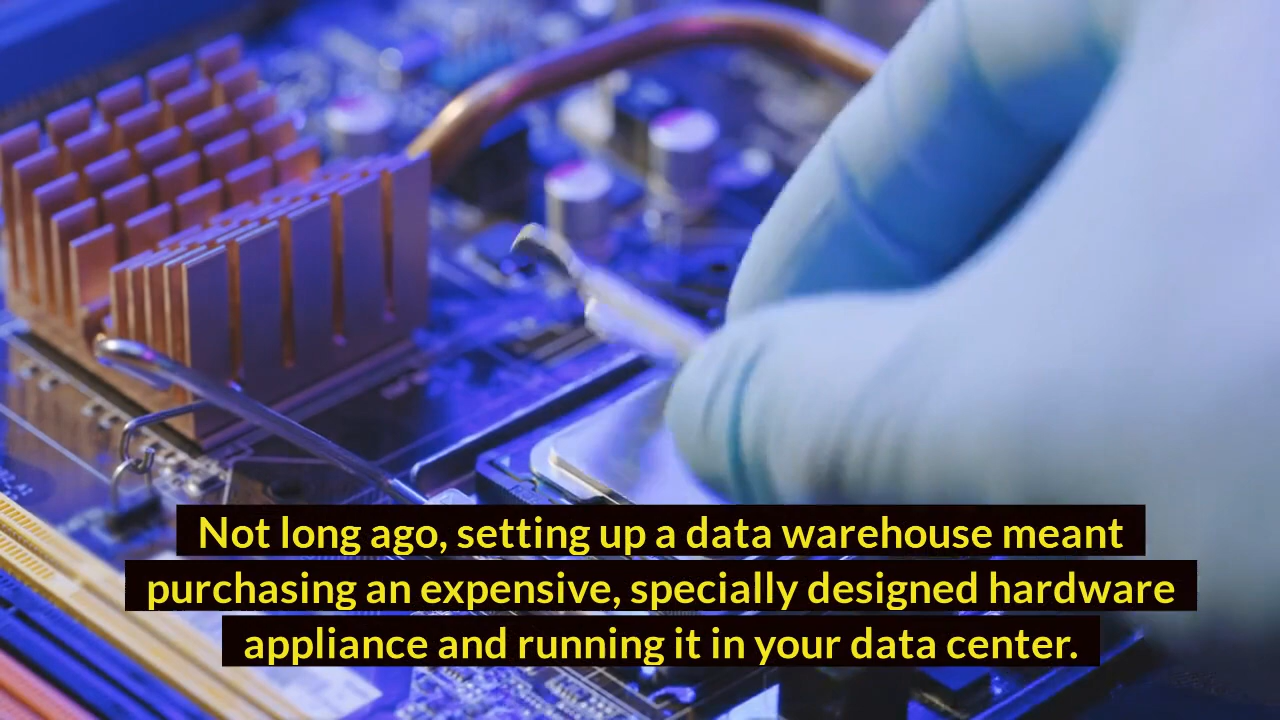 Not long ago, setting up a data warehouse meant
purchasing an expensive, specially designed hardware
appliance and running it in your data center.